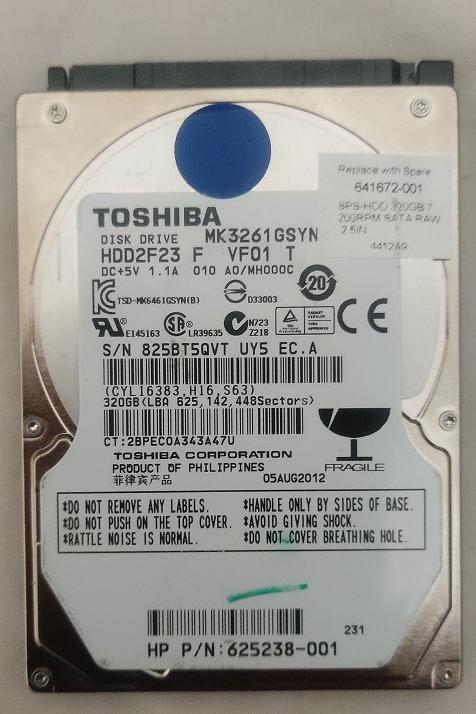 Replace with Spare
641672-001
SPS-HDD 320GB 7
200RPM SATA RAW
2.5IN
4412A9
TOSHIBA
DISK DRIVE MK3261GSYN
HDD2F23 F VF01 T
DC+5V 1.1A 010 A0/MH000C
TSD-MK6461GSYN(B)
D33003
20
E145163
LR39635
N723
Z218
CE
S/N 825BT5QVT UY5 EC.A
(CYL16383,H16,S63)
320GB(LBA 625,142,448Sectors)
CT:2BPECOA343A47U
TOSHIBA CORPORATION
PRODUCT OF PHILIPPINES
菲律宾产品
05AUG2012
FRAGILE
*DO NOT REMOVE ANY LABELS. *HANDLE ONLY BY SIDES OF BASE.
*DO NOT PUSH ON THE TOP COVER. *AVOID GIVING SHOCK.
*RATTLE NOISE IS NORMAL. *DO NOT COVER BREATHING HOLE.
231
HP P/N:625238-001